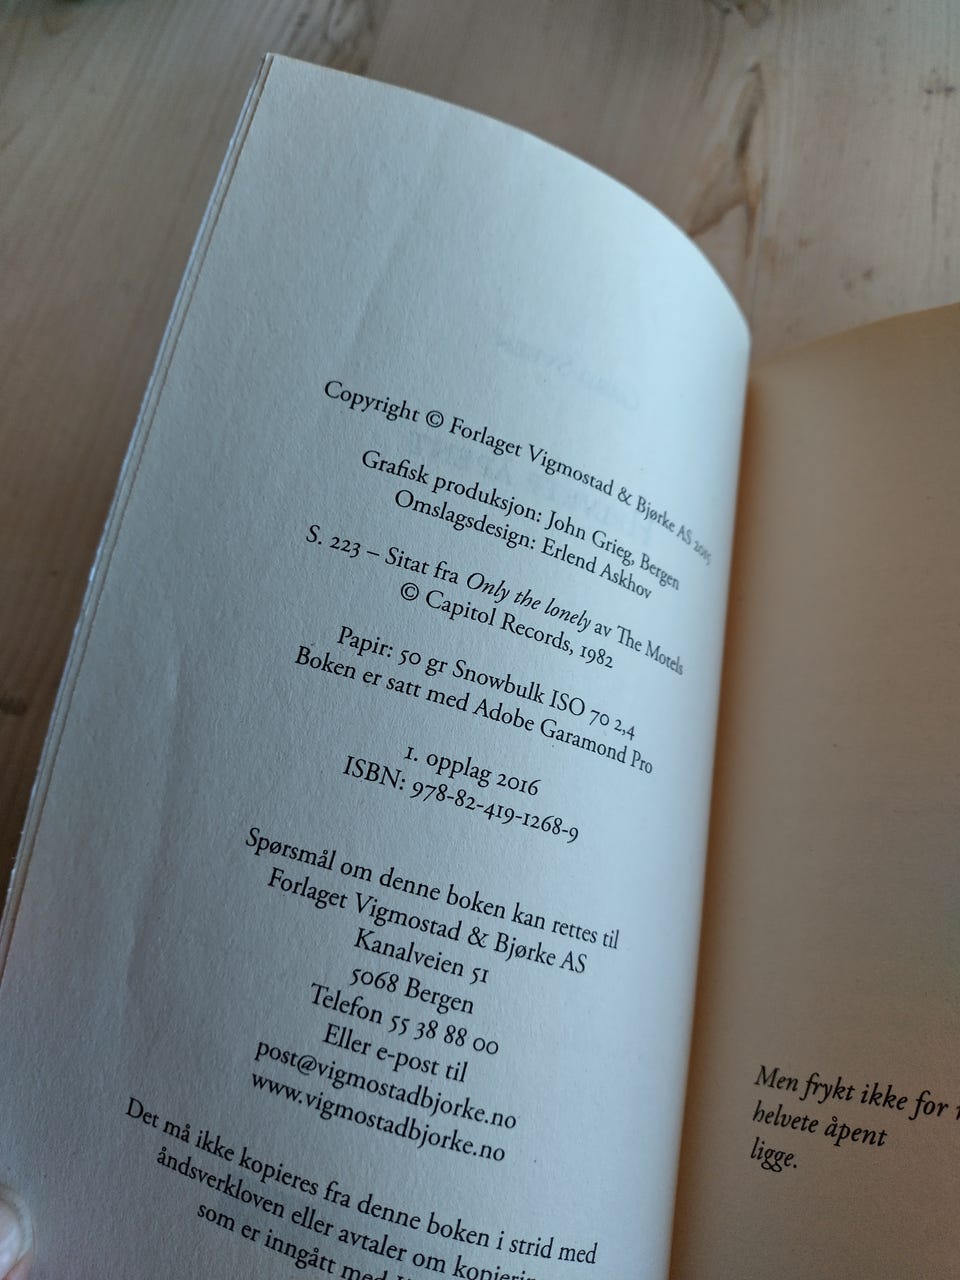 Copyright © Forlaget Vigmostad & Bjørke AS 2015
Grafisk produksjon: John Grieg, Bergen
Omslagsdesign: Erlend Askhov
S. 223 – Sitat fra Only the lonely av The Motels
© Capitol Records, 1982
Papir: 50 gr Snowbulk ISO 70 2,4
Boken er satt med Adobe Garamond Pro
1. opplag 2016
ISBN: 978-82-419-1268-9
Spørsmål om denne boken kan rettes til
Forlaget Vigmostad & Bjørke AS
Kanalveien 51
5068 Bergen
Telefon 55 38 88 00
Eller e-post til
post@vigmostadbjorke.no
www.vigmostadbjorke.no
Det må ikke kopieres fra denne boken i strid med
åndsverkloven eller avtaler om
som er inngått med
Men frykt ikke for
helvete åpent
ligge.